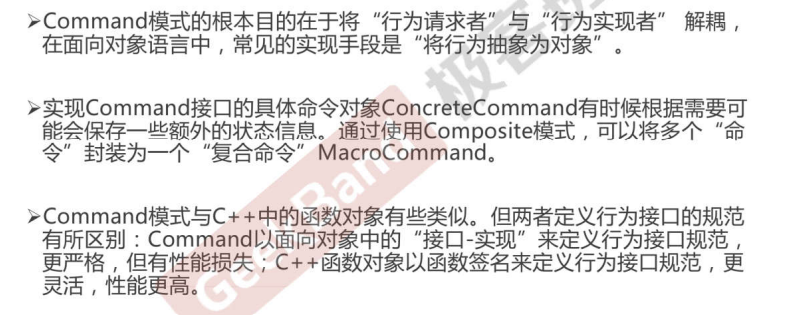 ➢Command模式的根本目的在于将“行为请求者”与“行为实现者” 解耦，
在面向对象语言中，常见的实现手段是“将行为抽象为对象”。
➢实现Command接口的具体命令对象ConcreteCommand有时候根据需要可
能会保存一些额外的状态信息。通过使用Composite模式，可以将多个“命
令”封装为一个“复合命令”MacroCommand。
➢Command模式与C++中的函数对象有些类似。但两者定义行为接口的规范
有所区别：Command以面向对象中的“接口-实现”来定义行为接口规范，
更严格，但有性能损失；C++函数对象以函数签名来定义行为接口规范，更
灵活，性能更高。
GeekBand 极客班